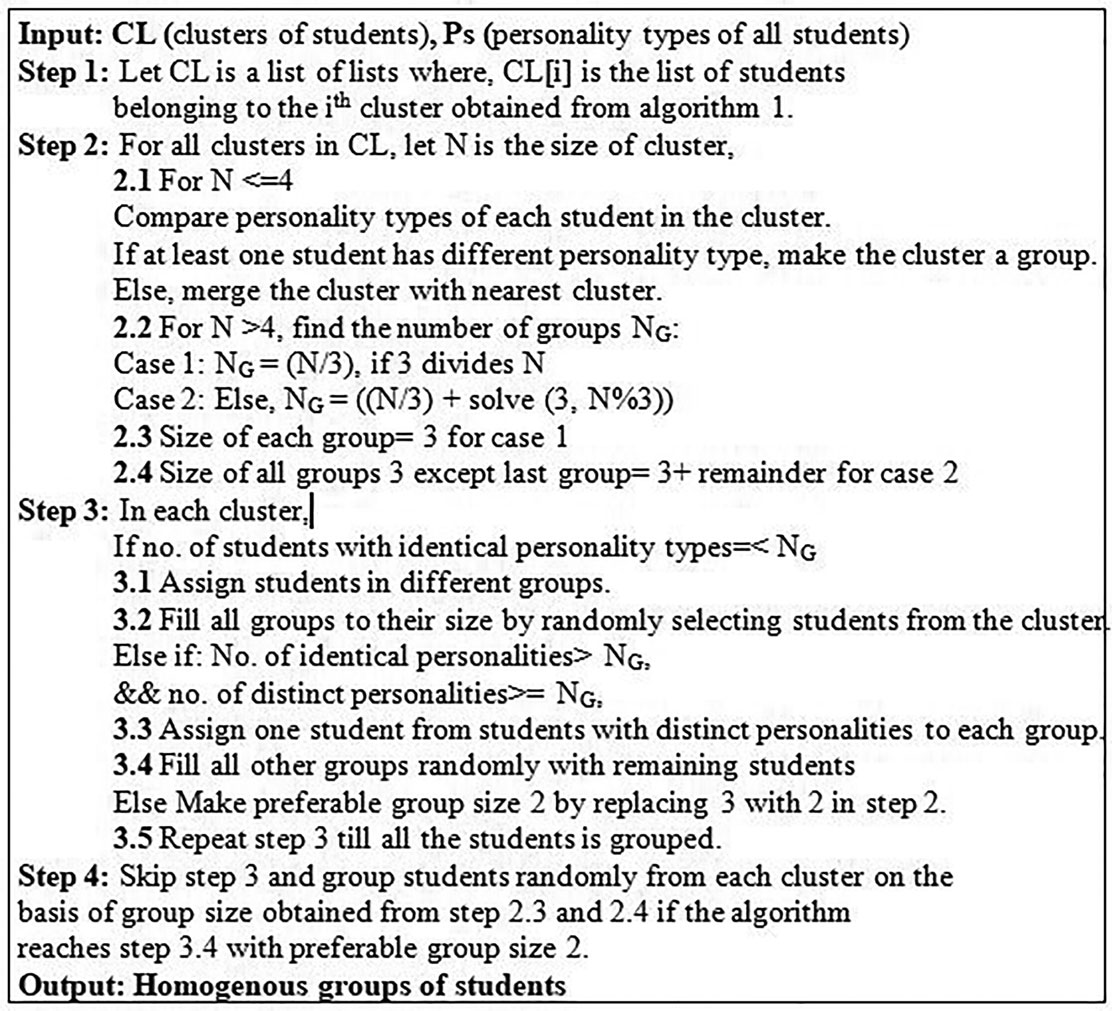 Input: CL (clusters of students), Ps (personality types of all students)
Step 1: Let CL is a list of lists where, CL[i] is the list of students
belonging to the ith cluster obtained from algorithm 1.
Step 2: For all clusters in CL, let N is the size of cluster,
2.1 For N <=4
Compare personality types of each student in the cluster.
If at least one student has different personality type, make the cluster a group.
Else, merge the cluster with nearest cluster.
2.2 For N >4, find the number of groups NG:
Case 1: NG = (N/3), if 3 divides N
Case 2: Else, NG = ((N/3) + solve (3, N%3))
2.3 Size of each group= 3 for case 1
2.4 Size of all groups 3 except last group= 3+ remainder for case 2
Step 3: In each cluster,
If no. of students with identical personality types=< NG
3.1 Assign students in different groups.
3.2 Fill all groups to their size by randomly selecting students from the cluster.
Else if: No. of identical personalities> NG,
&& no. of distinct personalities>= NG,
3.3 Assign one student from students with distinct personalities to each group.
3.4 Fill all other groups randomly with remaining students
Else Make preferable group size 2 by replacing 3 with 2 in step 2.
3.5 Repeat step 3 till all the students is grouped.
Step 4: Skip step 3 and group students randomly from each cluster on the
basis of group size obtained from step 2.3 and 2.4 if the algorithm
reaches step 3.4 with preferable group size 2.
Output: Homogenous groups of students